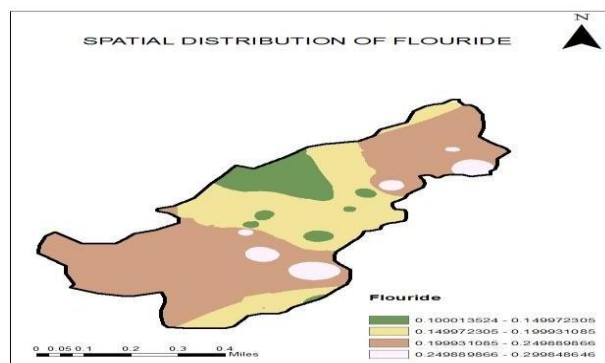 N
SPATIAL DISTRIBUTION OF FLOURIDE
Flouride
0.100013524 - 0.149972305
0.149972305 - 0.199931085
0.199931085 - 0.249889866
0.249889866 - 0.299848646
0 0.05 0.1 0.2 0.3 0.4
Miles